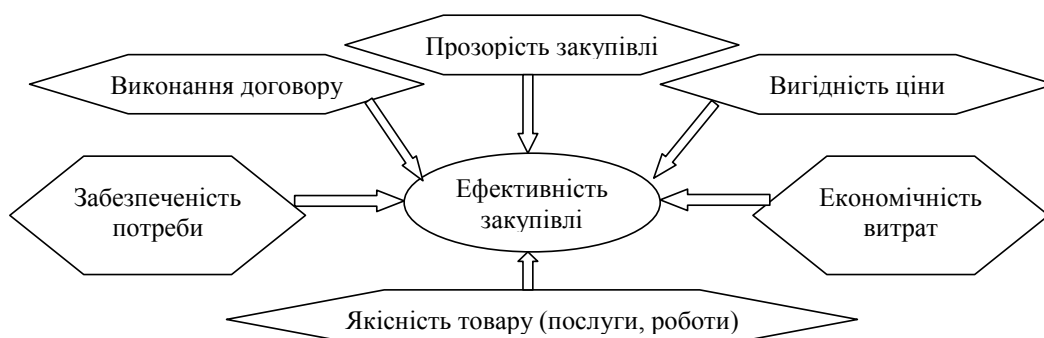 Прозорість закупівлі
Виконання договору
Вигідність ціни
Забезпеченість
потреби
Ефективність
закупівлі
Економічність
витрат
Якісність товару (послуги, роботи)